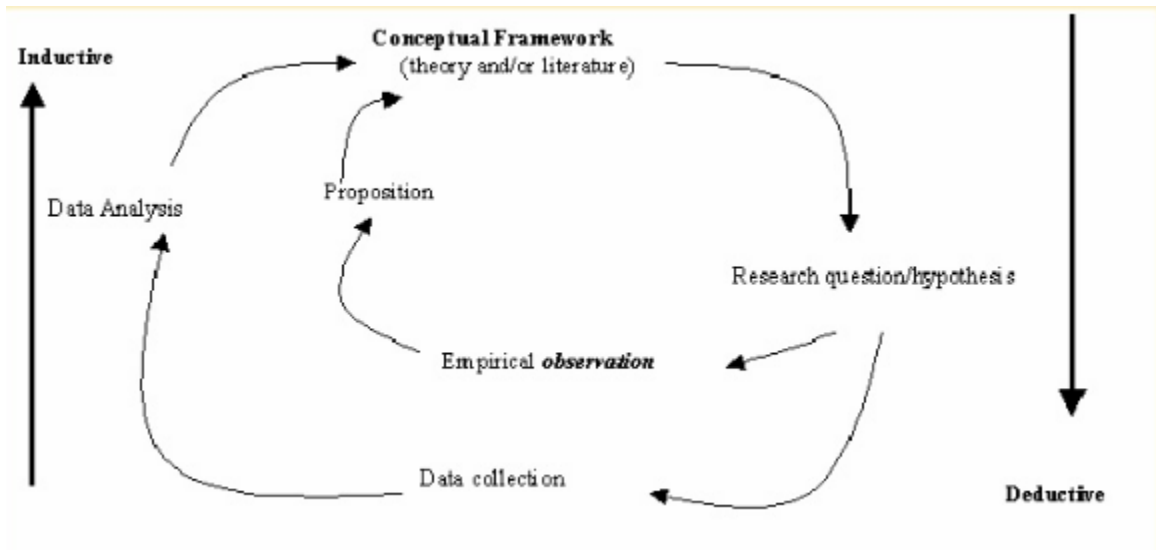 Conceptual Framework
(theory and/or literature)
Inductive
Proposition
Data Analysis
Research question/hypothesis
Empirical observation
Data collection
Deductive